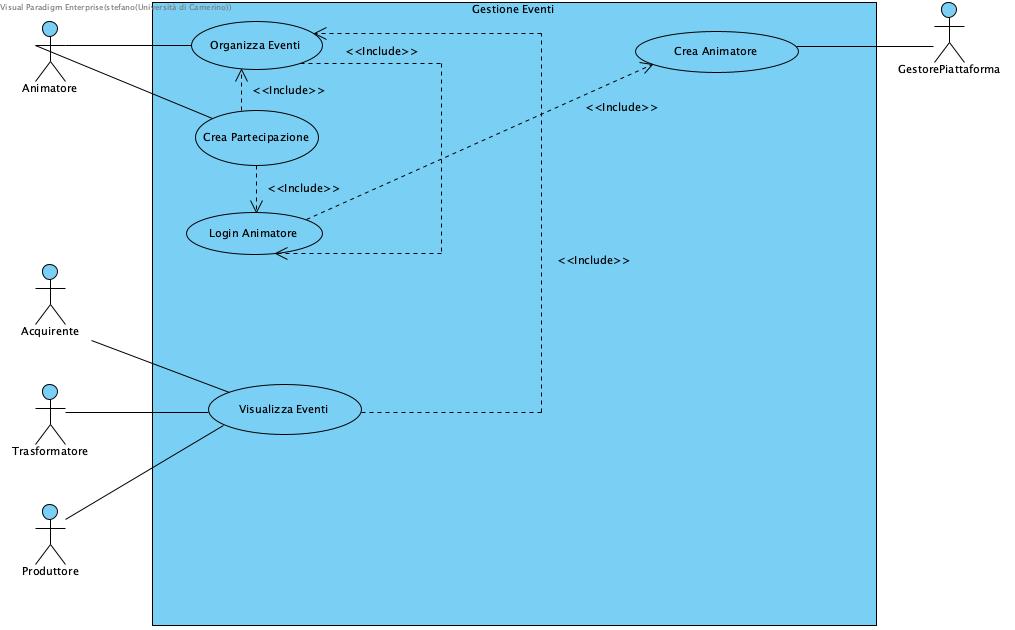 Visual Paradigm Enterprise(stefano(Università di Camerino))
Gestione Eventi
Organizza Eventi
<<Include>>
Crea Animatore
GestorePiattaforma
Animatore
<<Include>>
<<Include>>
Crea Partecipazione
<<Include>>
Login Animatore
<<Include>>
Acquirente
Visualizza Eventi
Trasformatore
Produttore